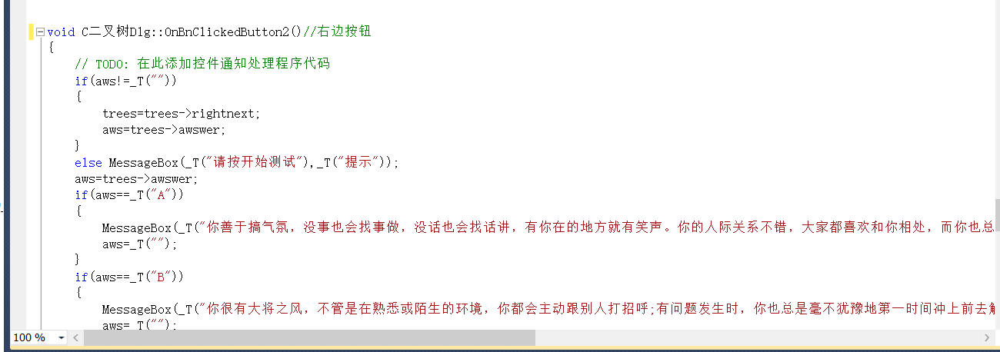 void C二叉树Dlg::OnBnClickedButton2()//右边按钮
{
// TODO: 在此添加控件通知处理程序代码
if(aws!=_T(""))
{
trees=trees->rightnext;
aws=trees->awswer;
}
else MessageBox(_T("请按开始测试"),_T("提示"));
aws=trees->awswer;
if(aws==_T("A"))
{
MessageBox(_T("你善于搞气氛，没事也会找事做，没话也会找话讲，有你在的地方就有笑声。你的人际关系不错，大家都喜欢和你相处，而你也总
aws=_T("");
}
if(aws==_T("B"))
{
MessageBox(_T("你很有大将之风，不管是在熟悉或陌生的环境，你都会主动跟别人打招呼;有问题发生时，你也总是毫不犹豫地第一时间冲上前去解
aws=_T("");
100 %